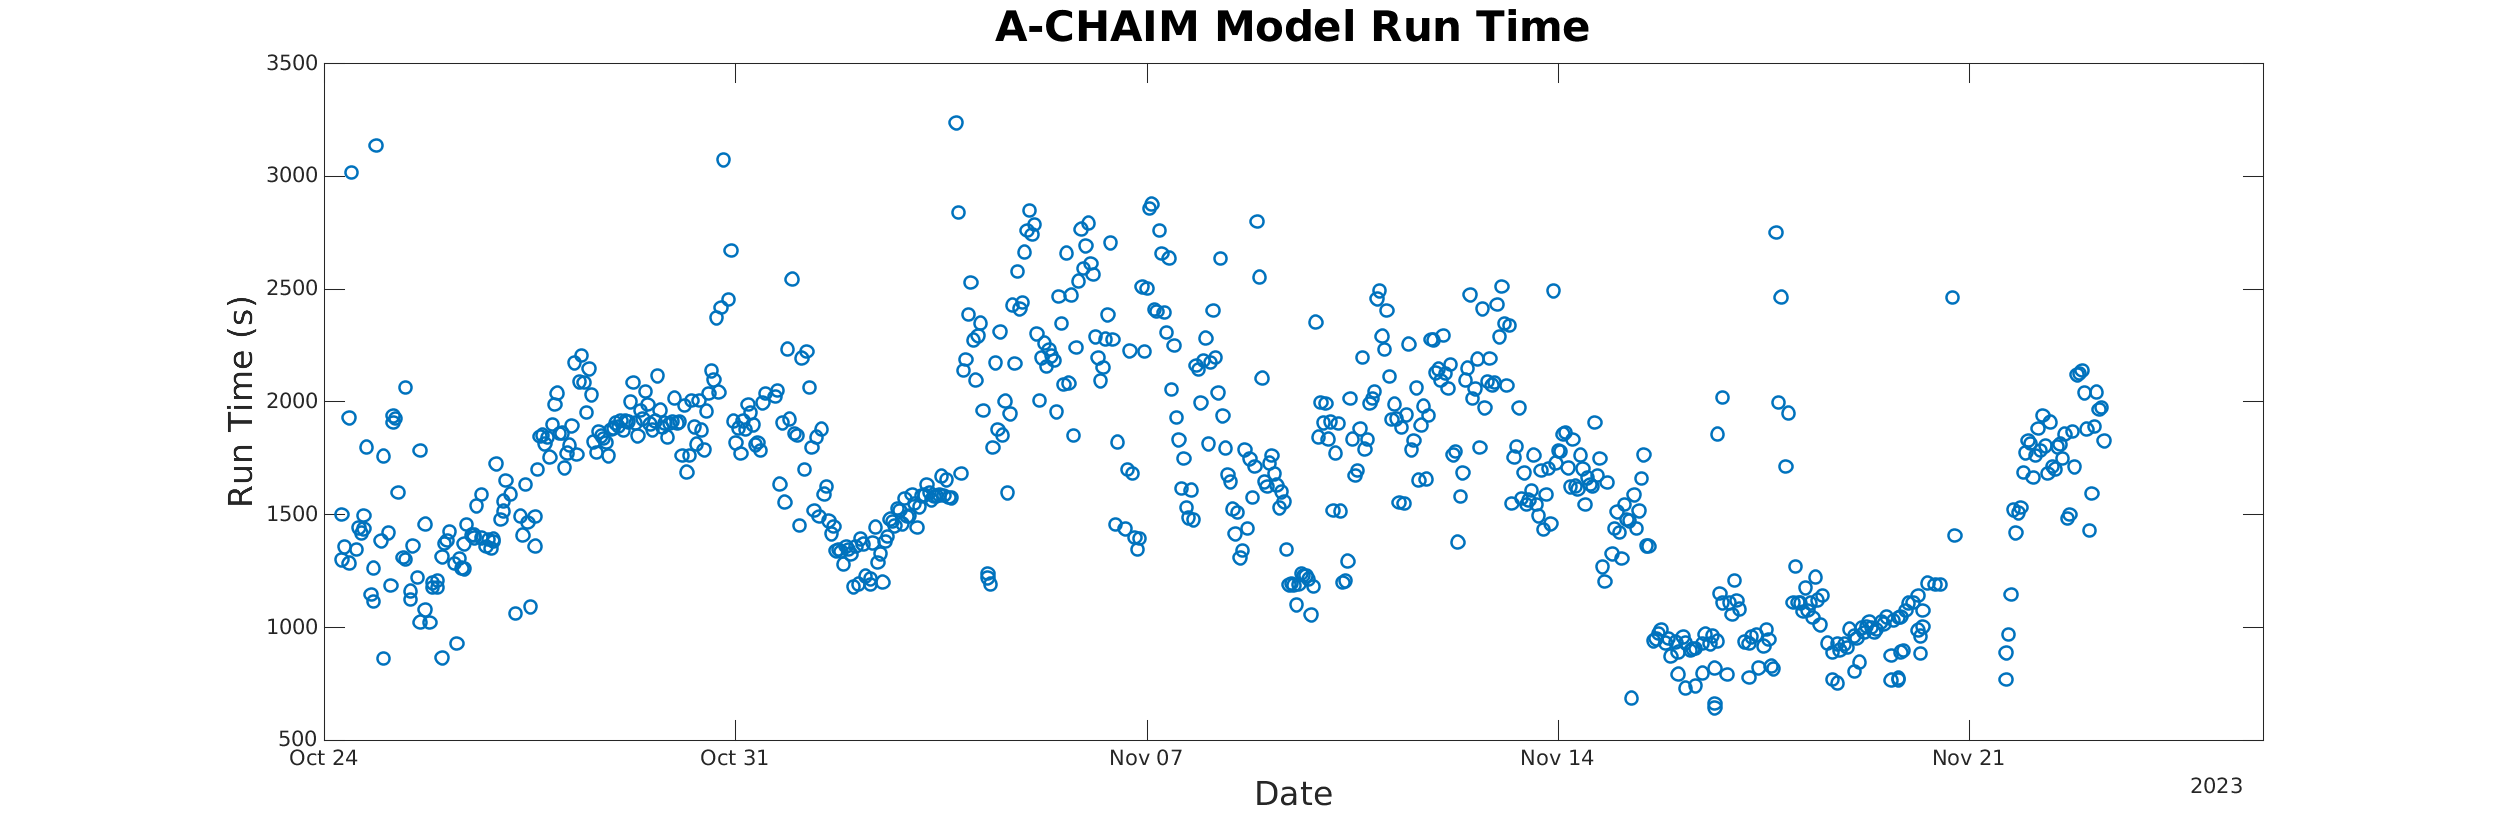 A-CHAIM Model Run Time
3500
3000
2500
2000
1500
1000
500
Run Time (s)
Oct 24
Oct 31
Nov 07
Nov 14
Nov 21
2023
Date